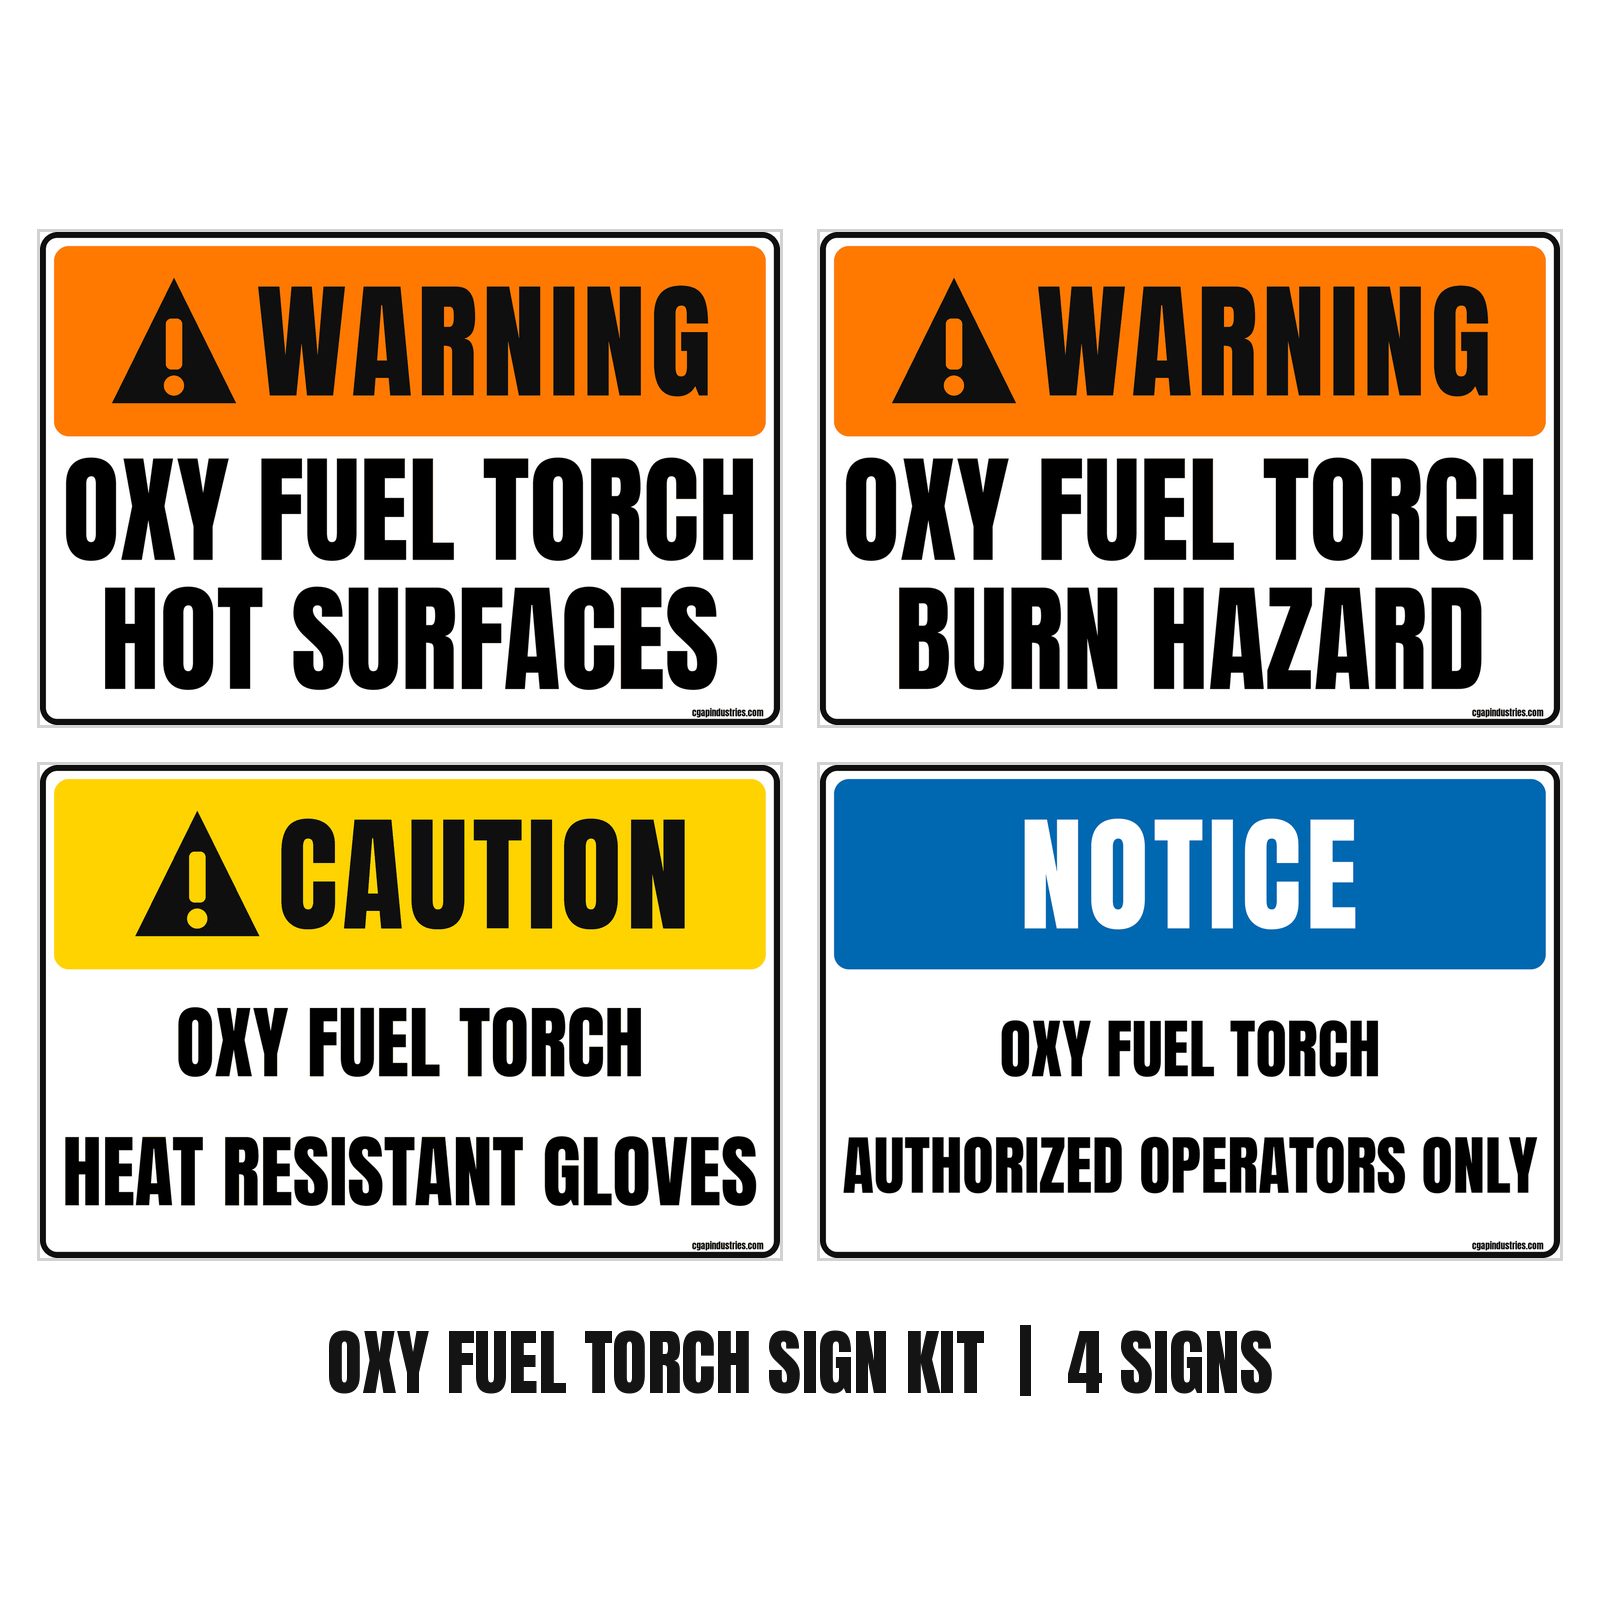 WARNING
OXY FUEL TORCH
HOT SURFACES
cgapindustries.com
WARNING
OXY FUEL TORCH
BURN HAZARD
cgapindustries.com
CAUTION
OXY FUEL TORCH
HEAT RESISTANT GLOVES
cgapindustries.com
NOTICE
OXY FUEL TORCH
AUTHORIZED OPERATORS ONLY
cgapindustries.com
OXY FUEL TORCH SIGN KIT | 4 SIGNS